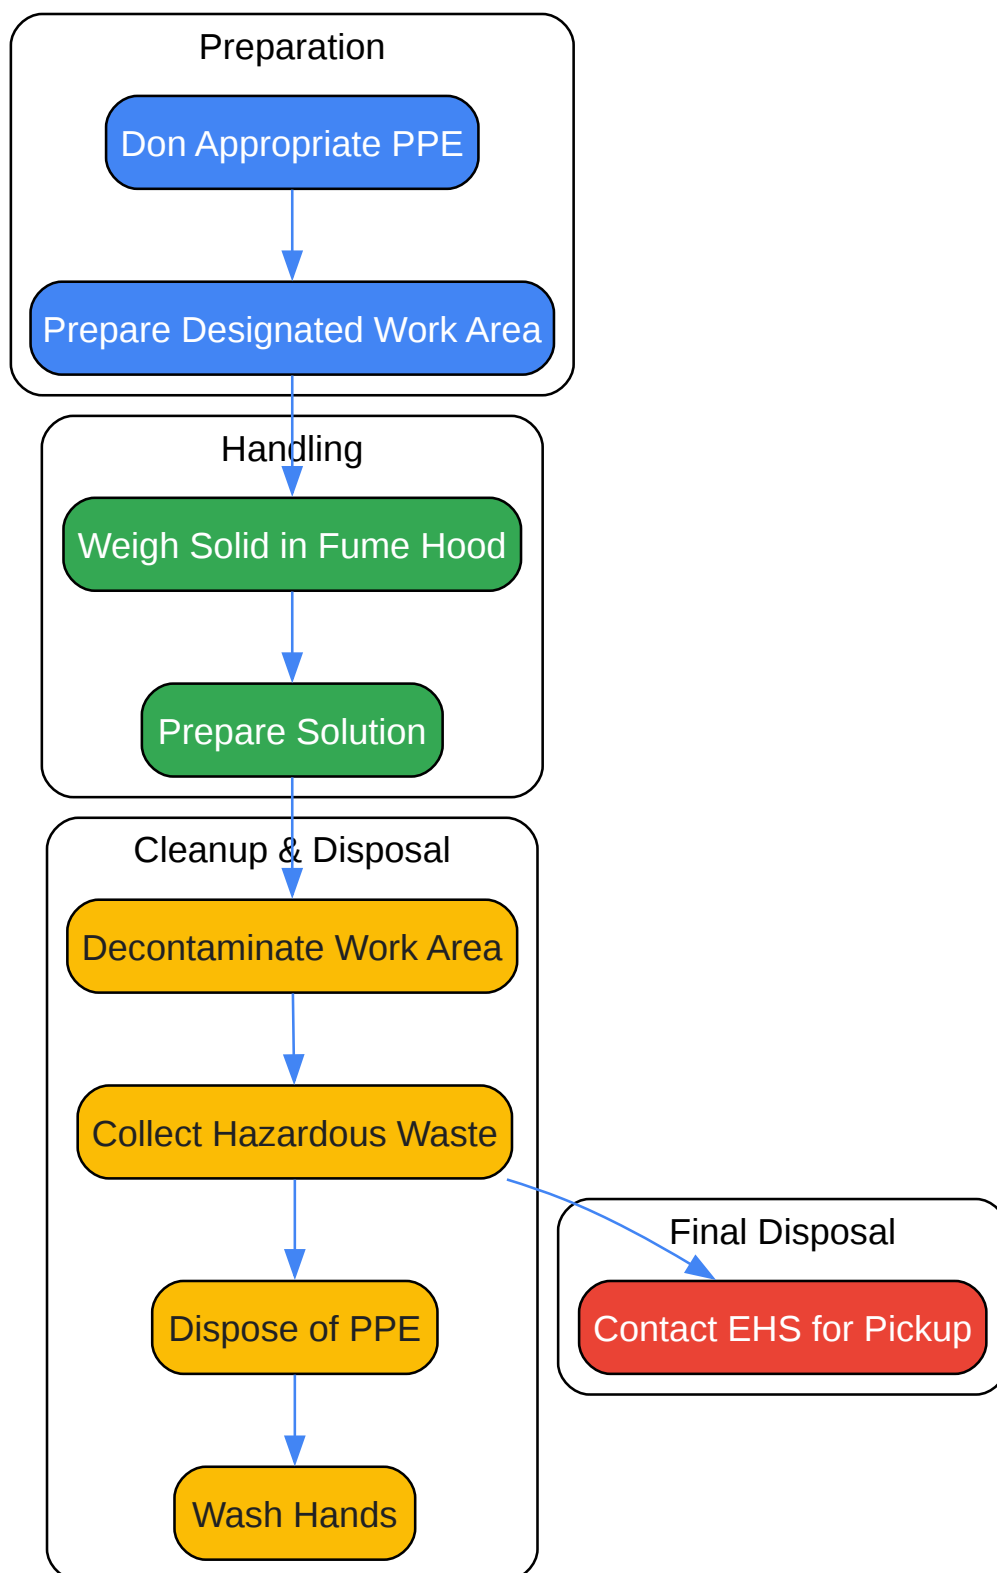 Preparation
Don Appropriate PPE
Prepare Designated Work Area
Handling
Weigh Solid in Fume Hood
Prepare Solution
Cleanup & Disposal
Decontaminate Work Area
Collect Hazardous Waste
Final Disposal
Contact EHS for Pickup
Dispose of PPE
Wash Hands